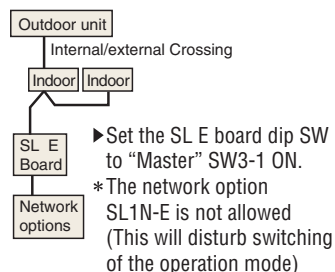 Outdoor unit
Internal/external Crossing
Indoor Indoor
SL E
Board
Network
options
▶Set the SL E board dip SW
to “Master” SW3-1 ON.
*The network option
SL1N-E is not allowed
(This will disturb switching
of the operation mode)